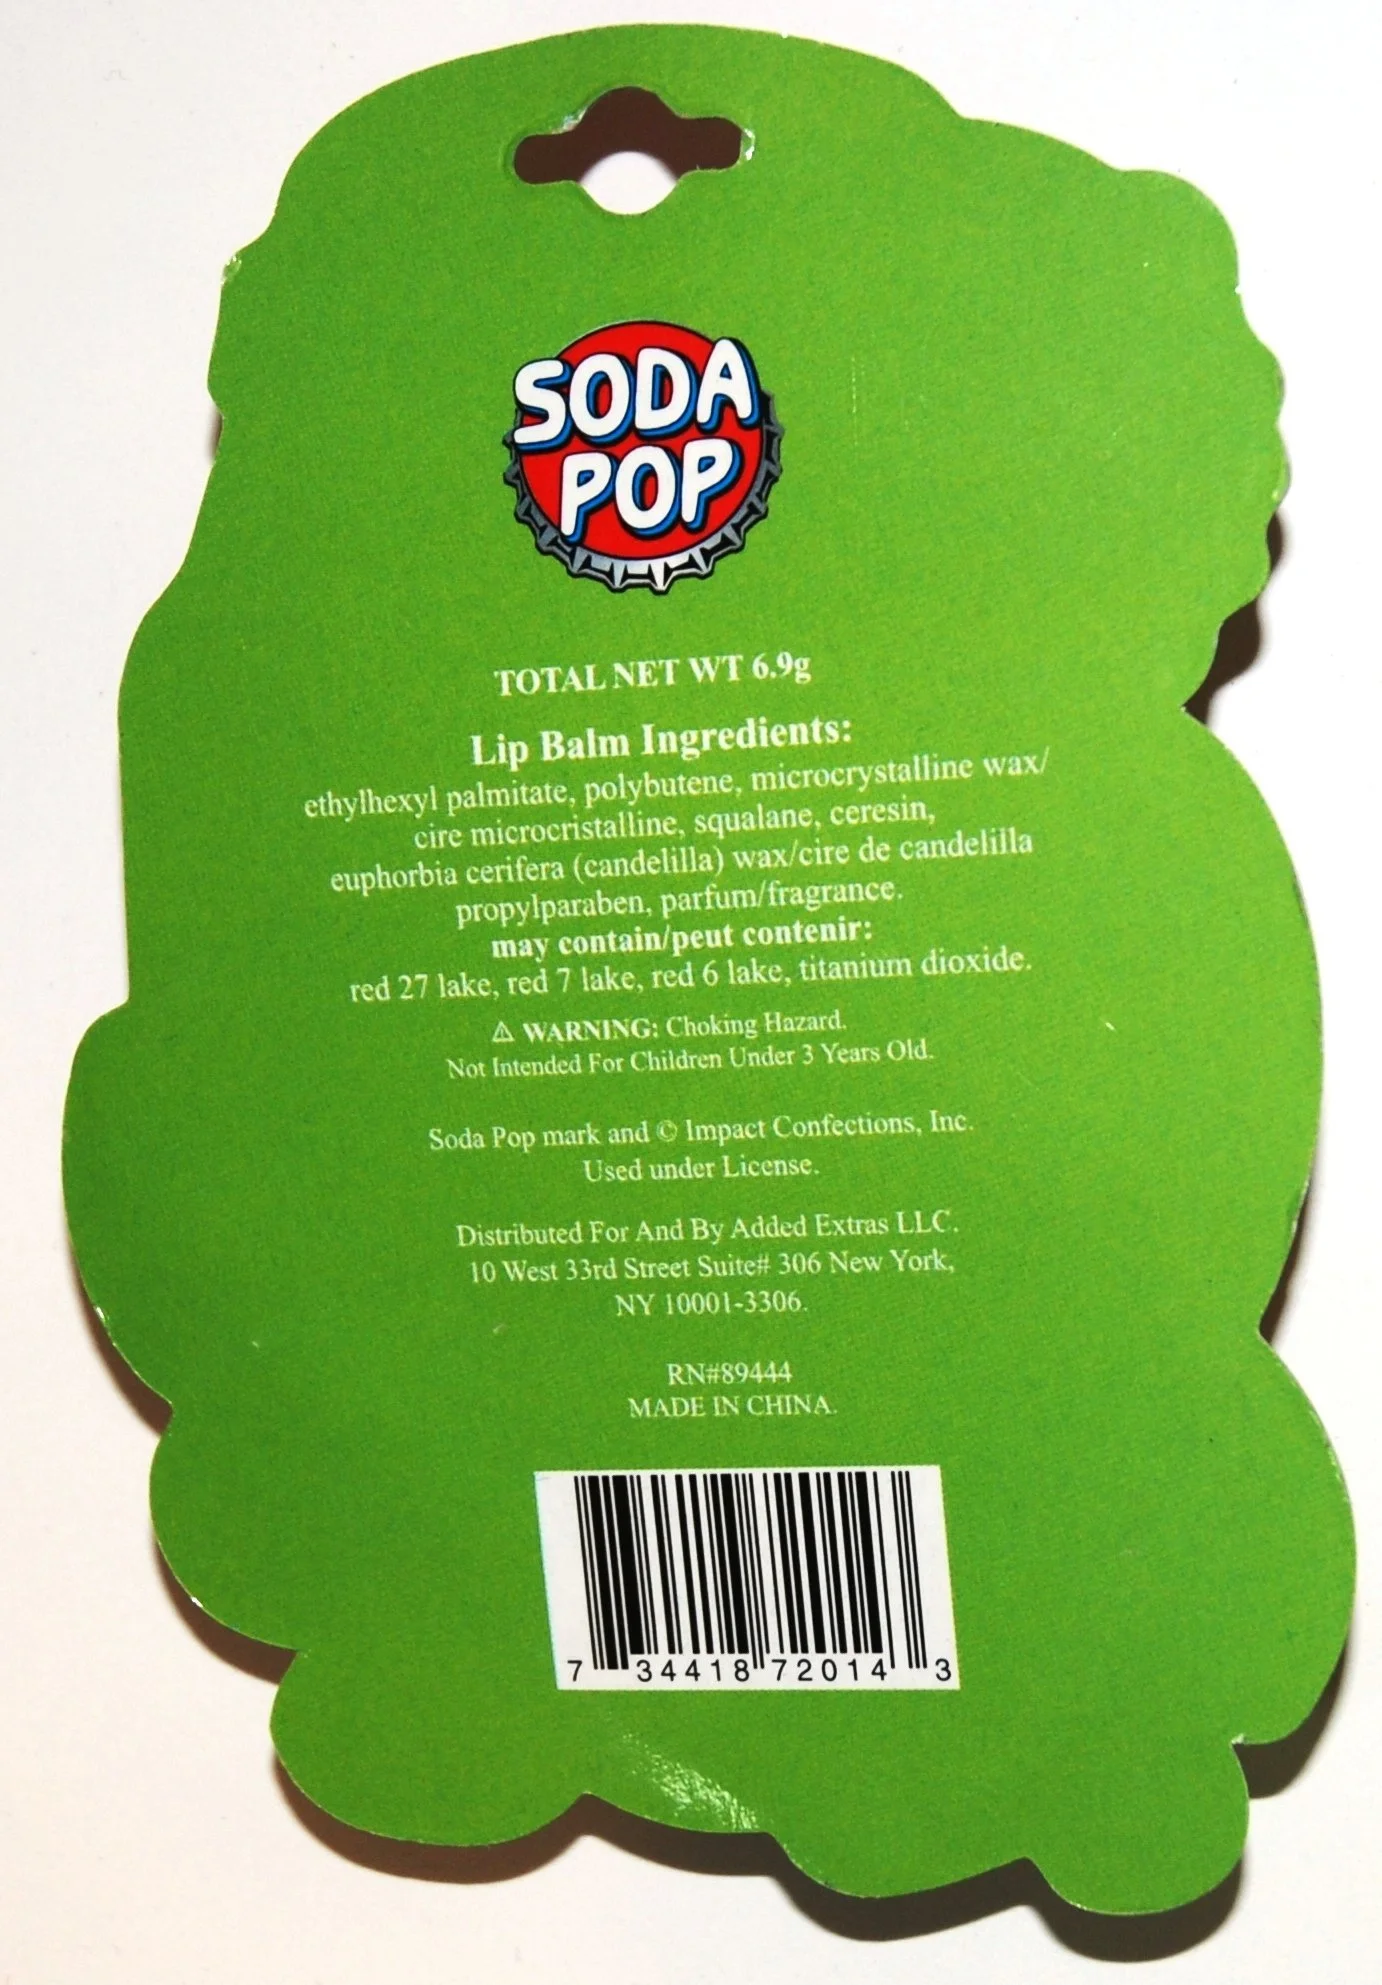 SODA
POP
TOTAL NET WT 6.9g
Lip Balm Ingredients:
ethylhexyl palmitate, polybutene, microcrystalline wax/
cire microcristalline, squalane, ceresin,
euphorbia cerifera (candelilla) wax/cire de candelilla
propylparaben, parfum/fragrance.
may contain/peut contenir:
red 27 lake, red 7 lake, red 6 lake, titanium dioxide.
⚠ WARNING: Choking Hazard.
Not Intended For Children Under 3 Years Old.
Soda Pop mark and © Impact Confections, Inc.
Used under License.
Distributed For And By Added Extras LLC.
10 West 33rd Street Suite# 306 New York,
NY 10001-3306.
RN#89444
MADE IN CHINA.
7 34418 72014 3